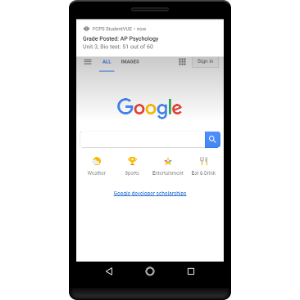 FCPS StudentVUE • now
Grade Posted: AP Psychology
Unit 3, Bio test: 51 out of 60
ALL IMAGES
Sign in
Google
Weather Sports Entertainment Eat & Drink
Google developer scholarships